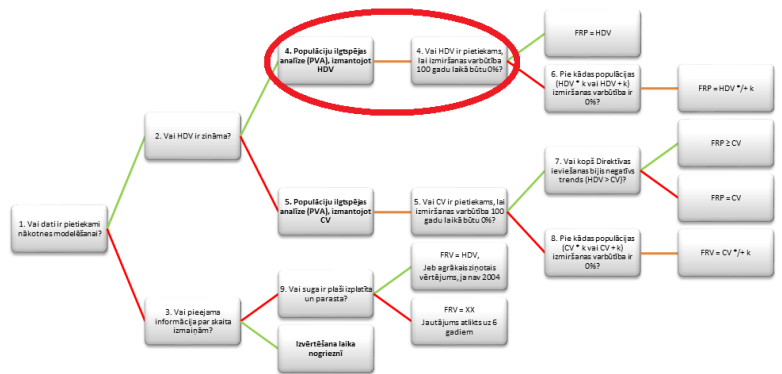 1. Vai dati ir pietiekami
nākotnes modelēšanai?
2. Vai HDV ir zināma?
3. Vai pieejama
informācija par skaita
izmaiņām?
4. Populāciju ilgtspējas
analīze (PVA), izmantojot
HDV
4. Vai HDV ir pietiekams,
lai izmiršanas varbūtība
100 gadu laikā būtu 0%?
FRP = HDV
6. Pie kādas populācijas
(HDV * k vai HDV + k)
izmiršanas varbūtība ir
0%?
FRP = HDV */+ k
5. Populāciju ilgtspējas
analīze (PVA), izmantojot
CV
5. Vai CV ir pietiekams, lai
izmiršanas varbūtība 100
gadu laikā būtu 0%?
7. Vai kopš Direktīvas
ieviešanas bijis negatīvs
trends (HDV > CV)?
FRP ≥ CV
FRP = CV
8. Pie kādas populācijas
(CV * k vai CV + k)
izmiršanas varbūtība ir
0%?
FRV = CV */+ k
9. Vai suga ir plaši izplatīta
un parasta?
FRV = HDV,
Jeb agrākais ziņotais
vērtējums, ja nav 2004
FRV = XX
Jautājums atlikts uz 6
gadiem
Izvērtēšana laika
nogrieznī